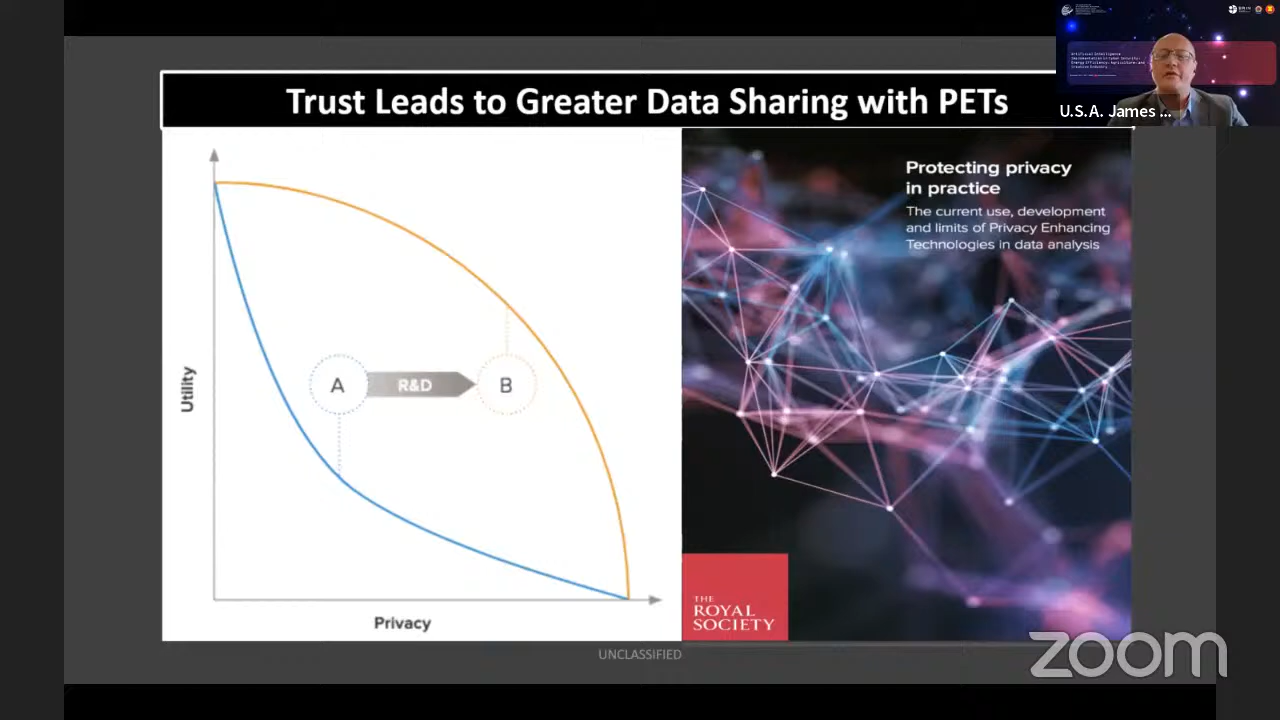 Trust Leads to Greater Data Sharing with PETs
U.S.A. James ...
Utility
A
R&D
B
Privacy
Protecting privacy
in practice
The current use, development
and limits of Privacy Enhancing
Technologies in data analysis
THE
ROYAL
SOCIETY
UNCLASSIFIED
zoom